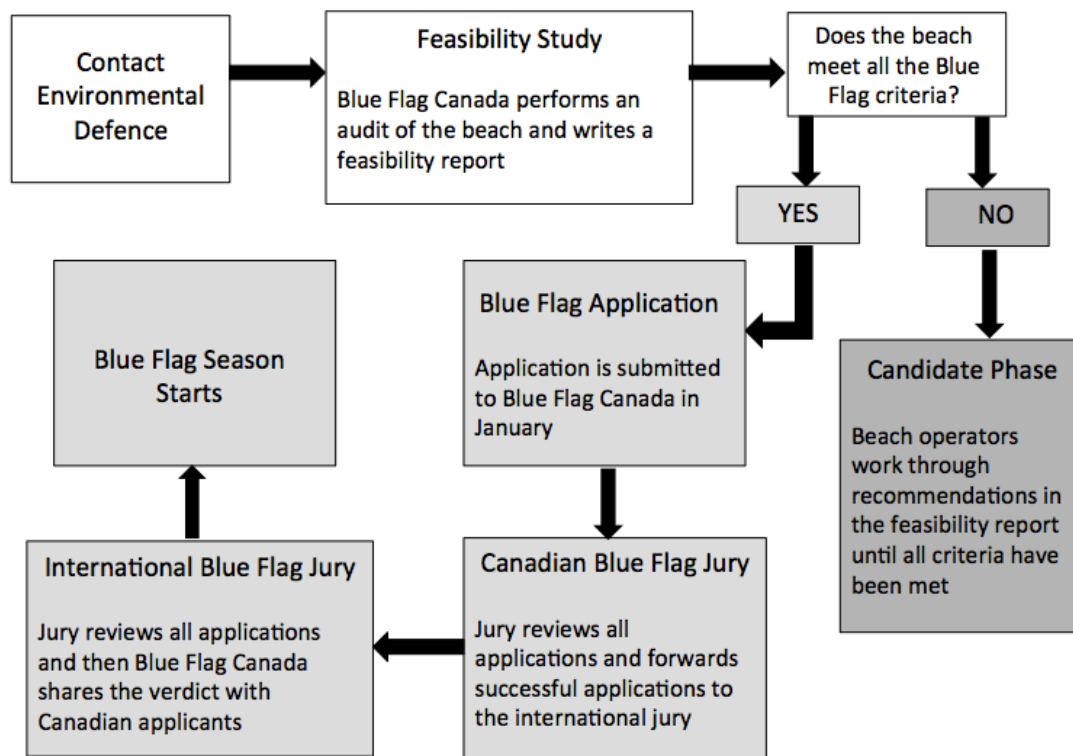 Contact
Environmental
Defence
Feasibility Study
Blue Flag Canada performs an
audit of the beach and writes a
feasibility report
Does the beach
meet all the Blue
Flag criteria?
YES
NO
Blue Flag Application
Application is submitted
to Blue Flag Canada in
January
Candidate Phase
Beach operators
work through
recommendations in
the feasibility report
until all criteria have
been met
Canadian Blue Flag Jury
Jury reviews all
applications and forwards
successful applications to
the international jury
International Blue Flag Jury
Jury reviews all applications
and then Blue Flag Canada
shares the verdict with
Canadian applicants
Blue Flag Season
Starts